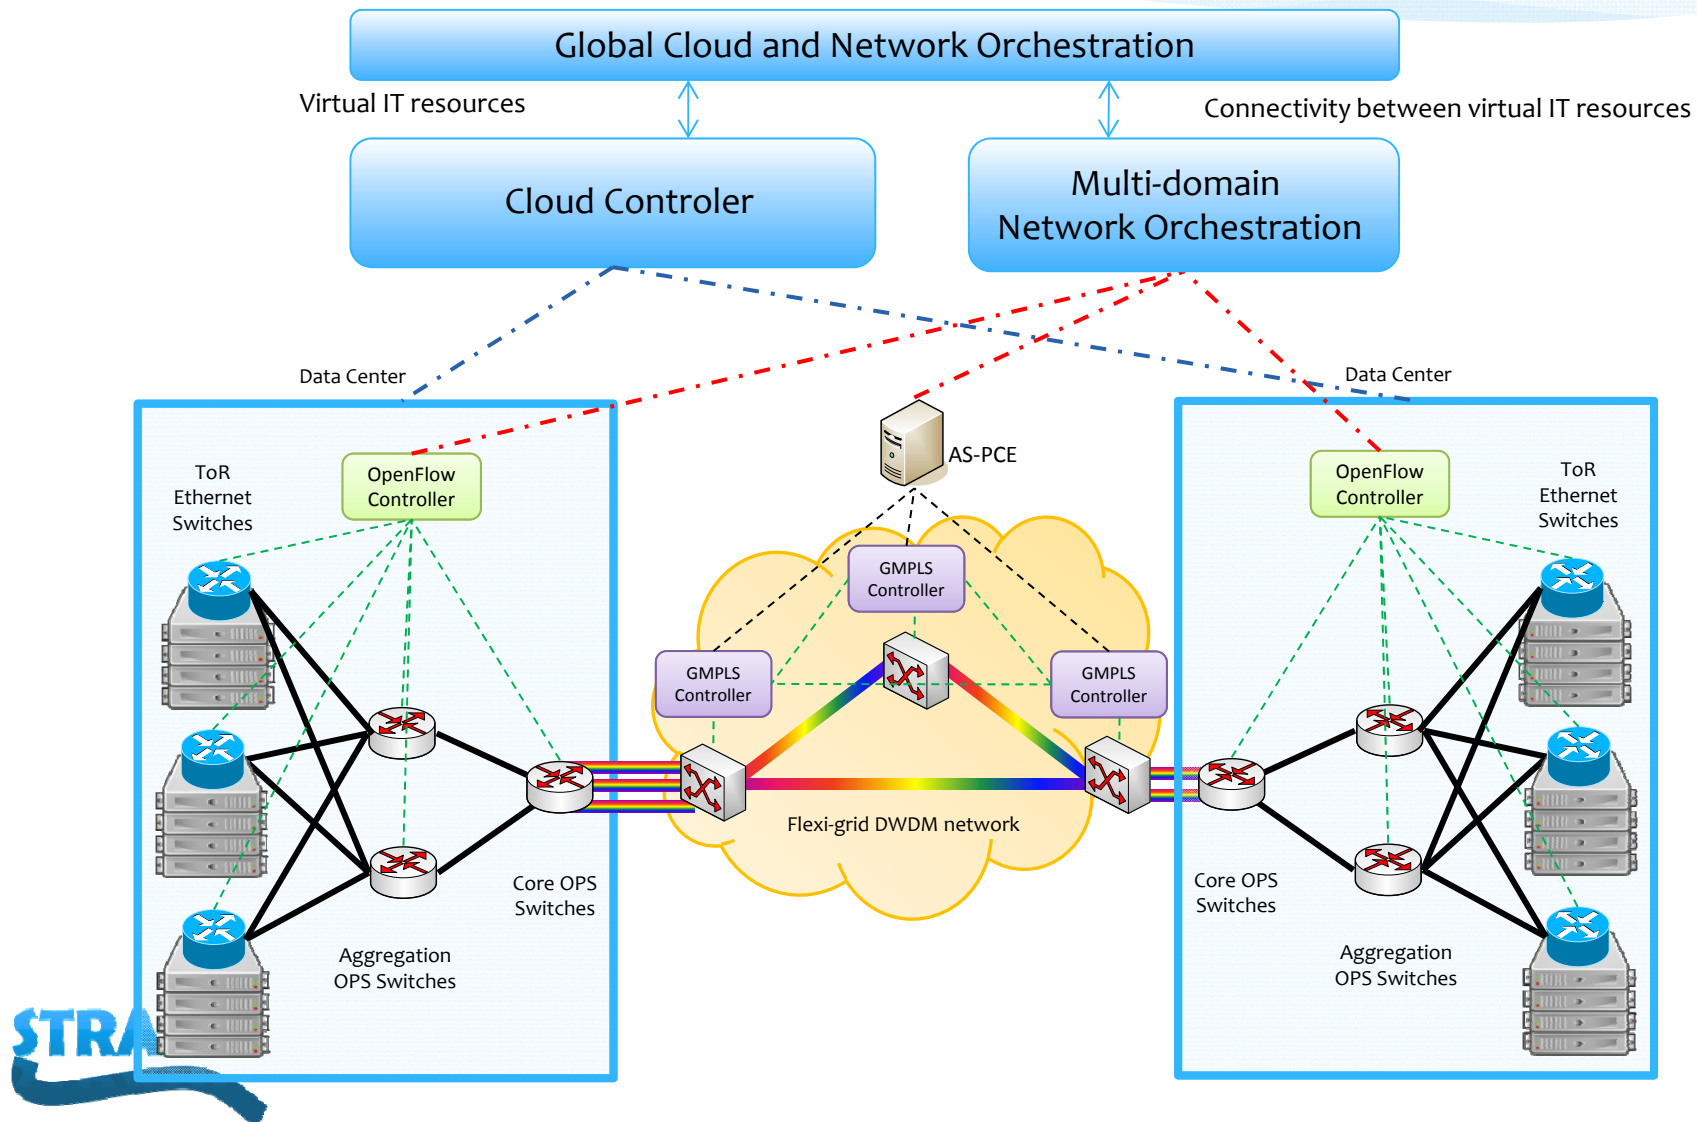 Global Cloud and Network Orchestration
Virtual IT resources
Connectivity between virtual IT resources
Cloud Controler
Multi-domain
Network Orchestration
Data Center
Data Center
AS-PCE
ToR
Ethernet
Switches
OpenFlow
Controller
OpenFlow
Controller
ToR
Ethernet
Switches
GMPLS
Controller
GMPLS
Controller
GMPLS
Controller
Flexi-grid DWDM network
Core OPS
Switches
Core OPS
Switches
Aggregation
OPS Switches
Aggregation
OPS Switches
STRA